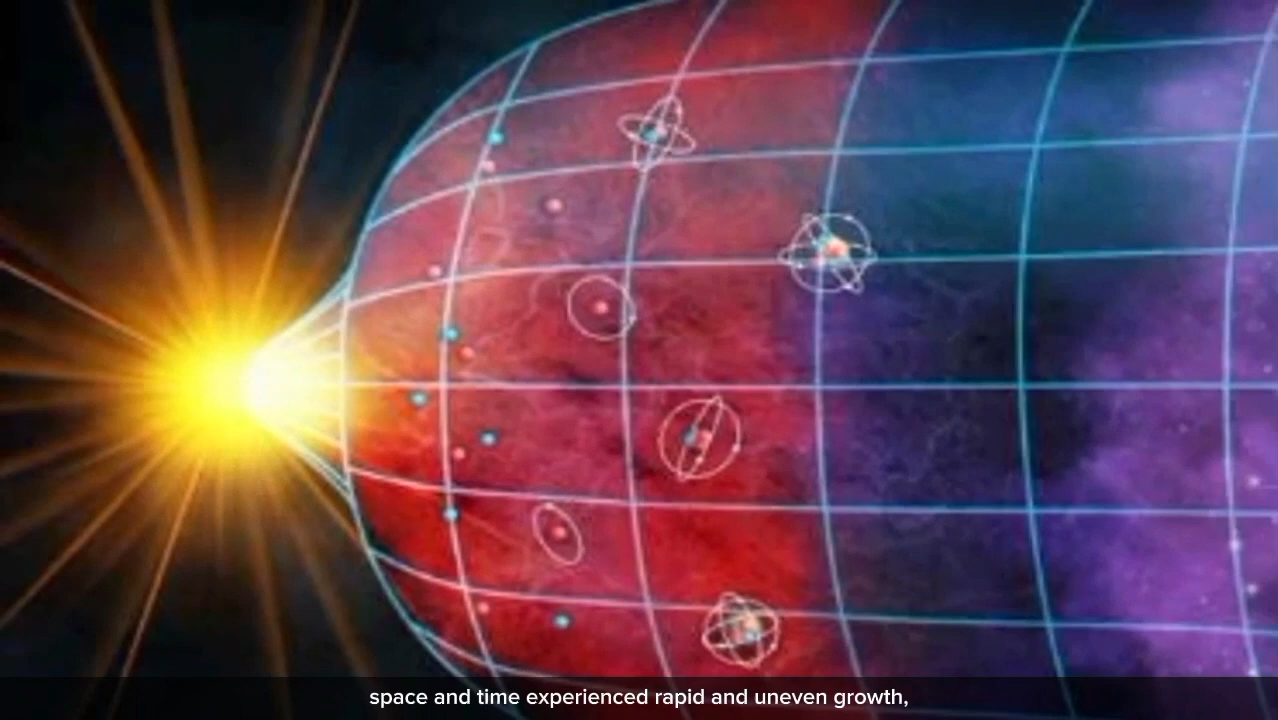 space and time experienced rapid and uneven growth,